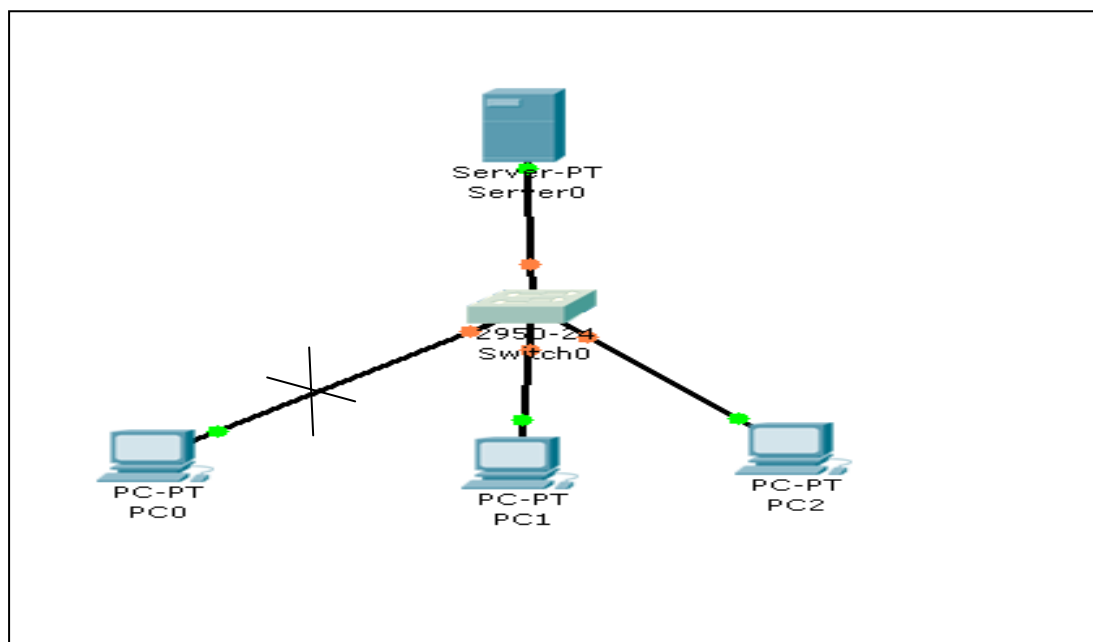 Server-PT
Server0
2950-24
Switch0
PC-PT
PC0
PC-PT
PC1
PC-PT
PC2